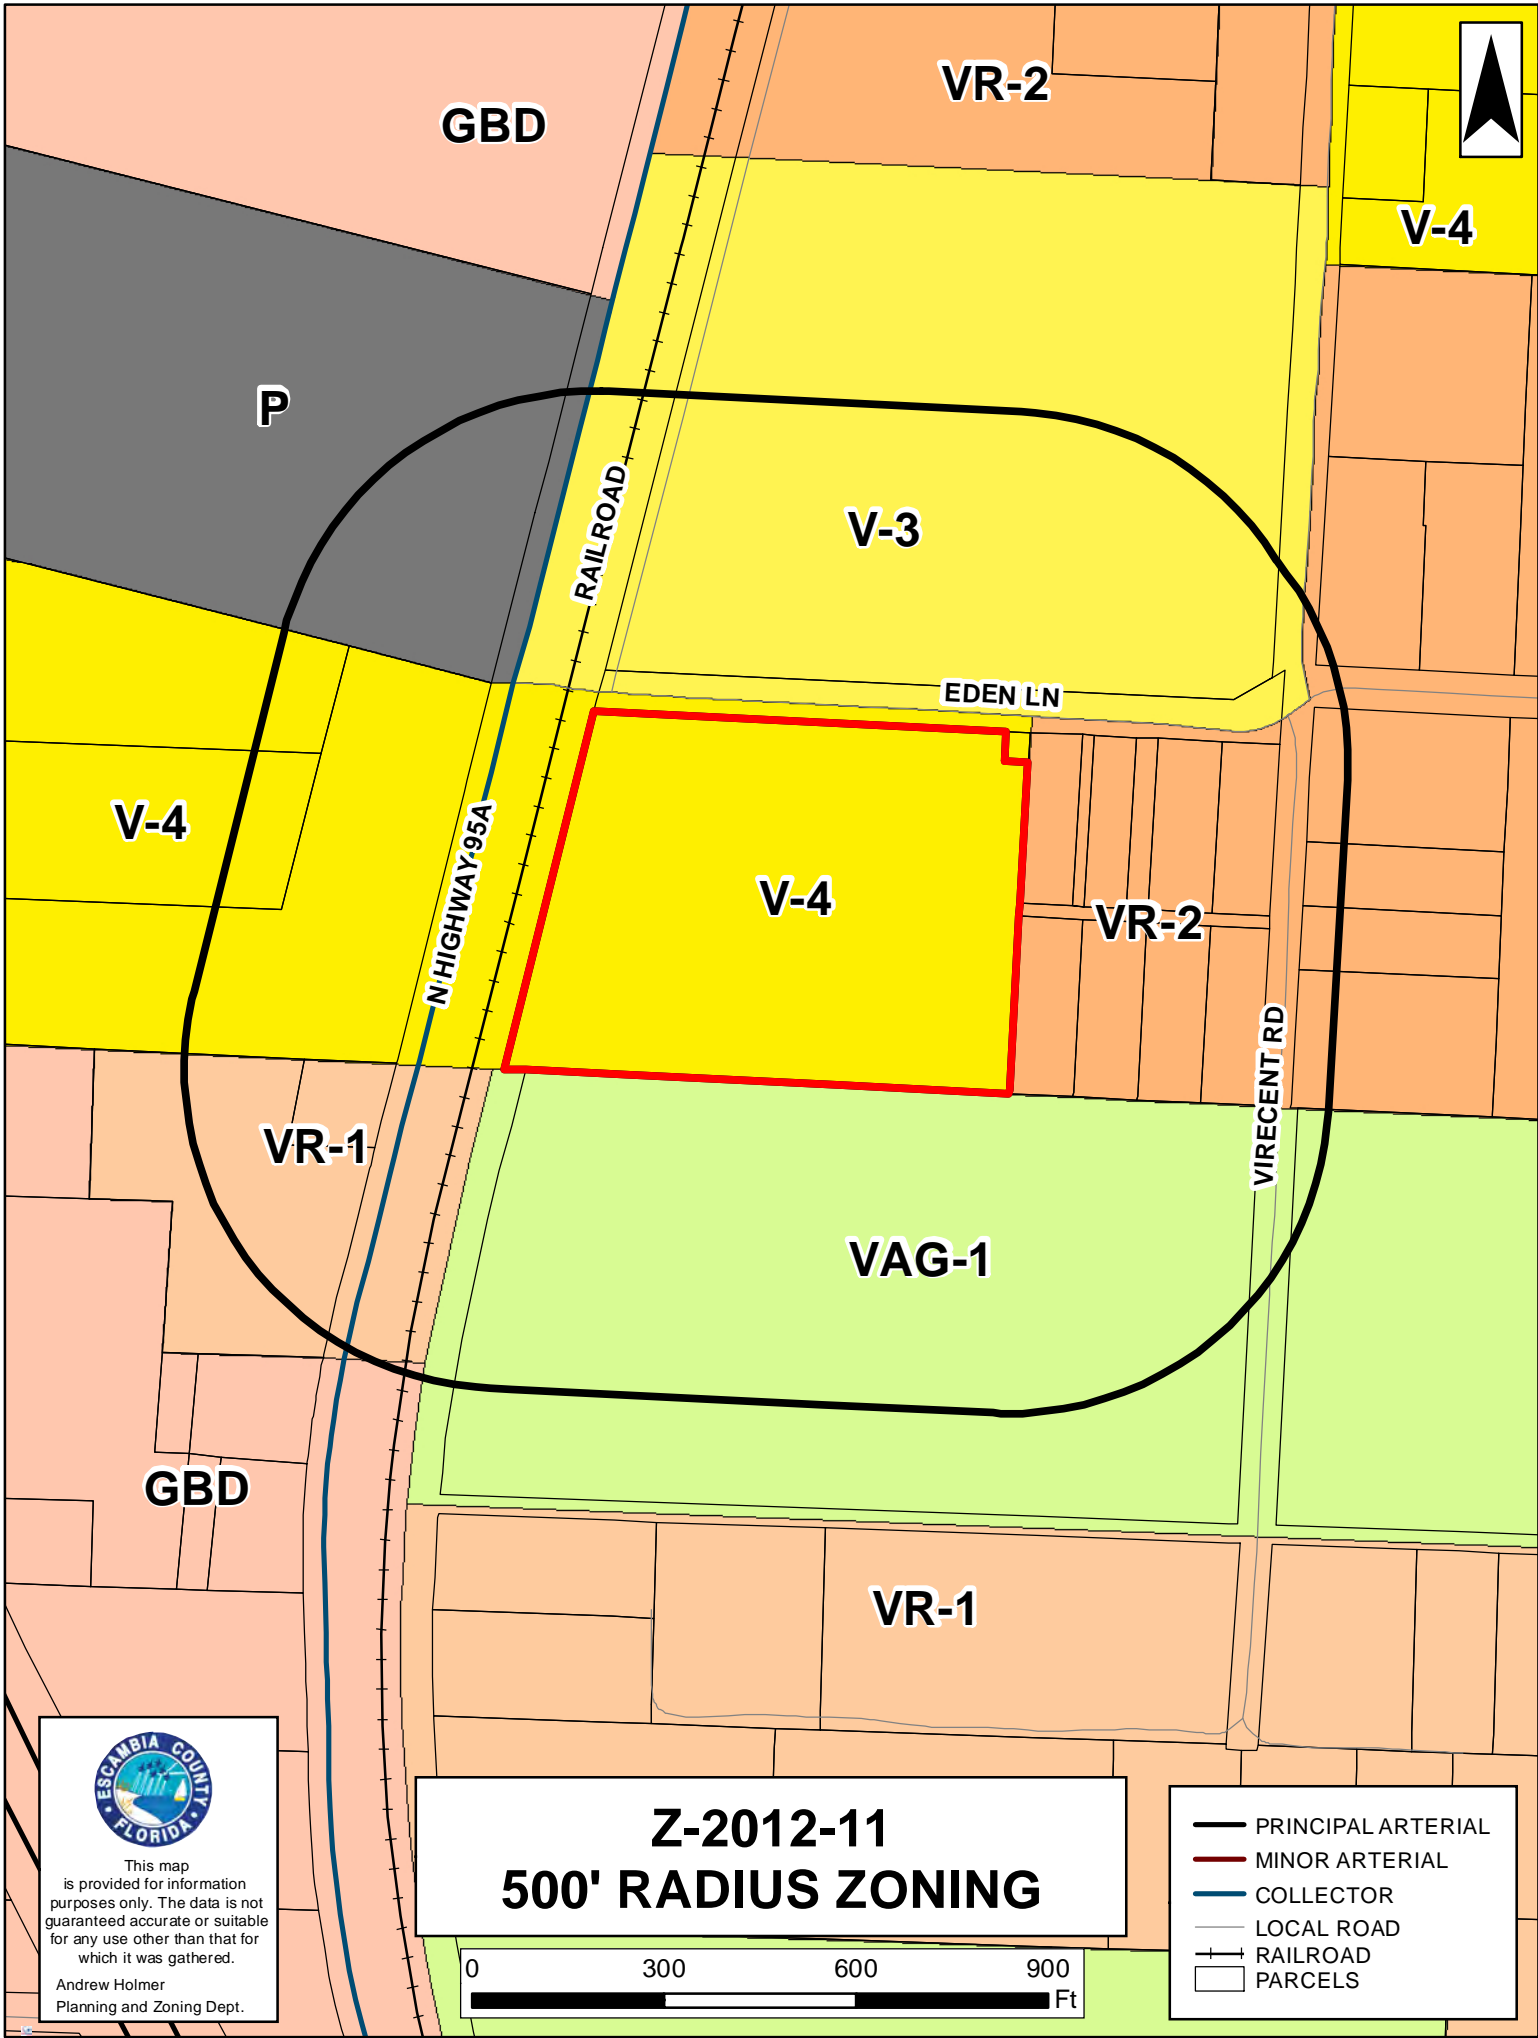 VR-2
GBD
V-4
P
RAILROAD
V-3
EDEN LN
V-4
N HIGHWAY 95A
V-4
VR-2
VIRECENT RD
VR-1
VAG-1
GBD
VR-1
ESCAMBIA COUNTY
FLORIDA
This map
is provided for information
purposes only. The data is not
guaranteed accurate or suitable
for any use other than that for
which it was gathered.
Andrew Holmer
Planning and Zoning Dept.
Z-2012-11
500' RADIUS ZONING
0 300 600 900
Ft
PRINCIPAL ARTERIAL
MINOR ARTERIAL
COLLECTOR
LOCAL ROAD
RAILROAD
PARCELS